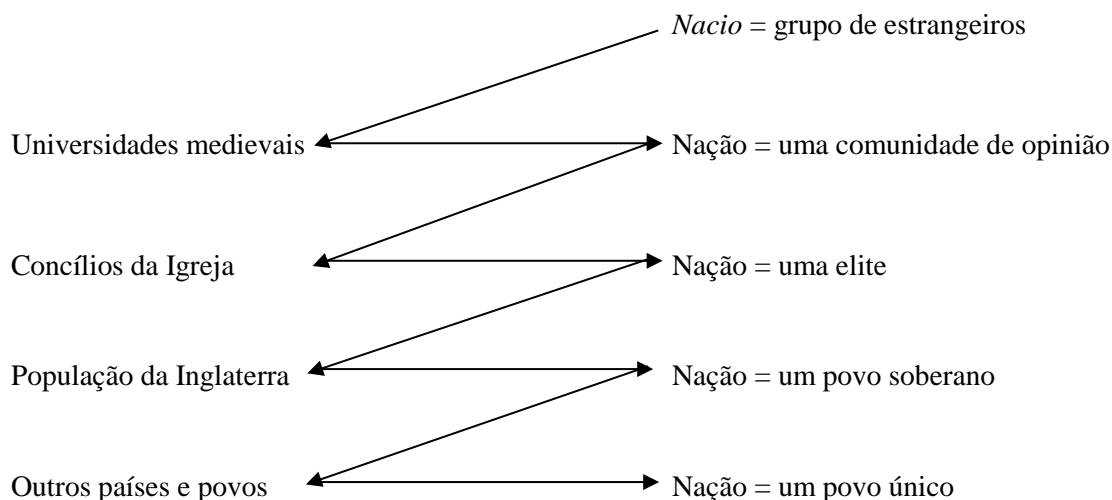 Nacio = grupo de estrangeiros
Universidades medievais Nação = uma comunidade de opinião
Concílios da Igreja Nação = uma elite
População da Inglaterra Nação = um povo soberano
Outros países e povos Nação = um povo único